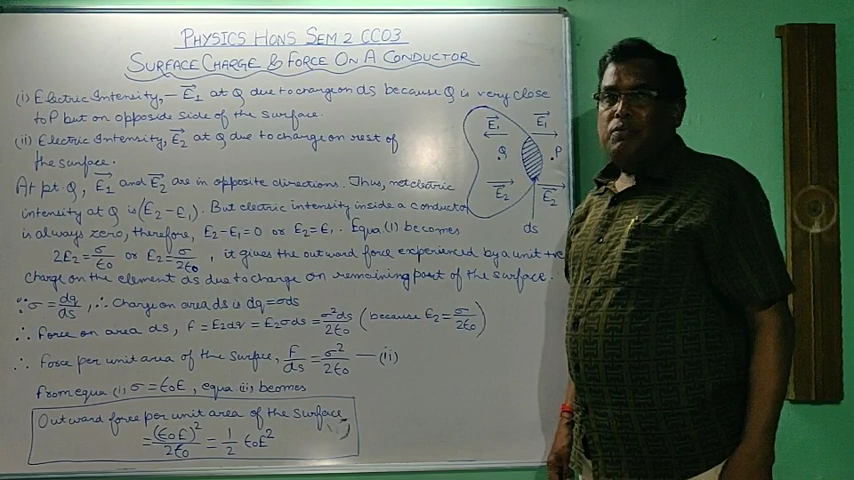 PHYSICS HONS SEM 2 CC03
SURFACE CHARGE & FORCE ON A CONDUCTOR
(i) Electric Intensity, -E₁⃗ at Q due to charge on ds because Q is very close
to P but on opposite side of the surface.
(ii) Electric Intensity, E₂⃗ at Q due to charge on rest of
the surface.
At pt. Q, E₁⃗ and E₂⃗ are in opposite directions. Thus, net electric
intensity at Q is (E₂-E₁). But electric intensity inside a conductor
is always zero, therefore, E₂-E₁=0 or E₂=E₁. Equa (1) becomes
2E₂ = σ/ε₀ or E₂ = σ/2ε₀, it gives the outward force experienced by a unit +ve
charge on the element ds due to charge on remaining part of the surface.
∵ σ = dq/ds, ∴ Charge on area ds is dq = σds
∴ Force on area ds, F = E₂dq = E₂σds = σ²ds/2ε₀ (because E₂ = σ/2ε₀)
∴ Force per unit area of the surface, F/ds = σ²/2ε₀ — (ii)
From equa (i, σ = ε₀E, equa (ii) becomes
Outward force per unit area of the surface
= (ε₀E)²/2ε₀ = 1/2 ε₀E²
E₁⃗ E₁⃗
Q P
E₂⃗ E₂⃗
ds